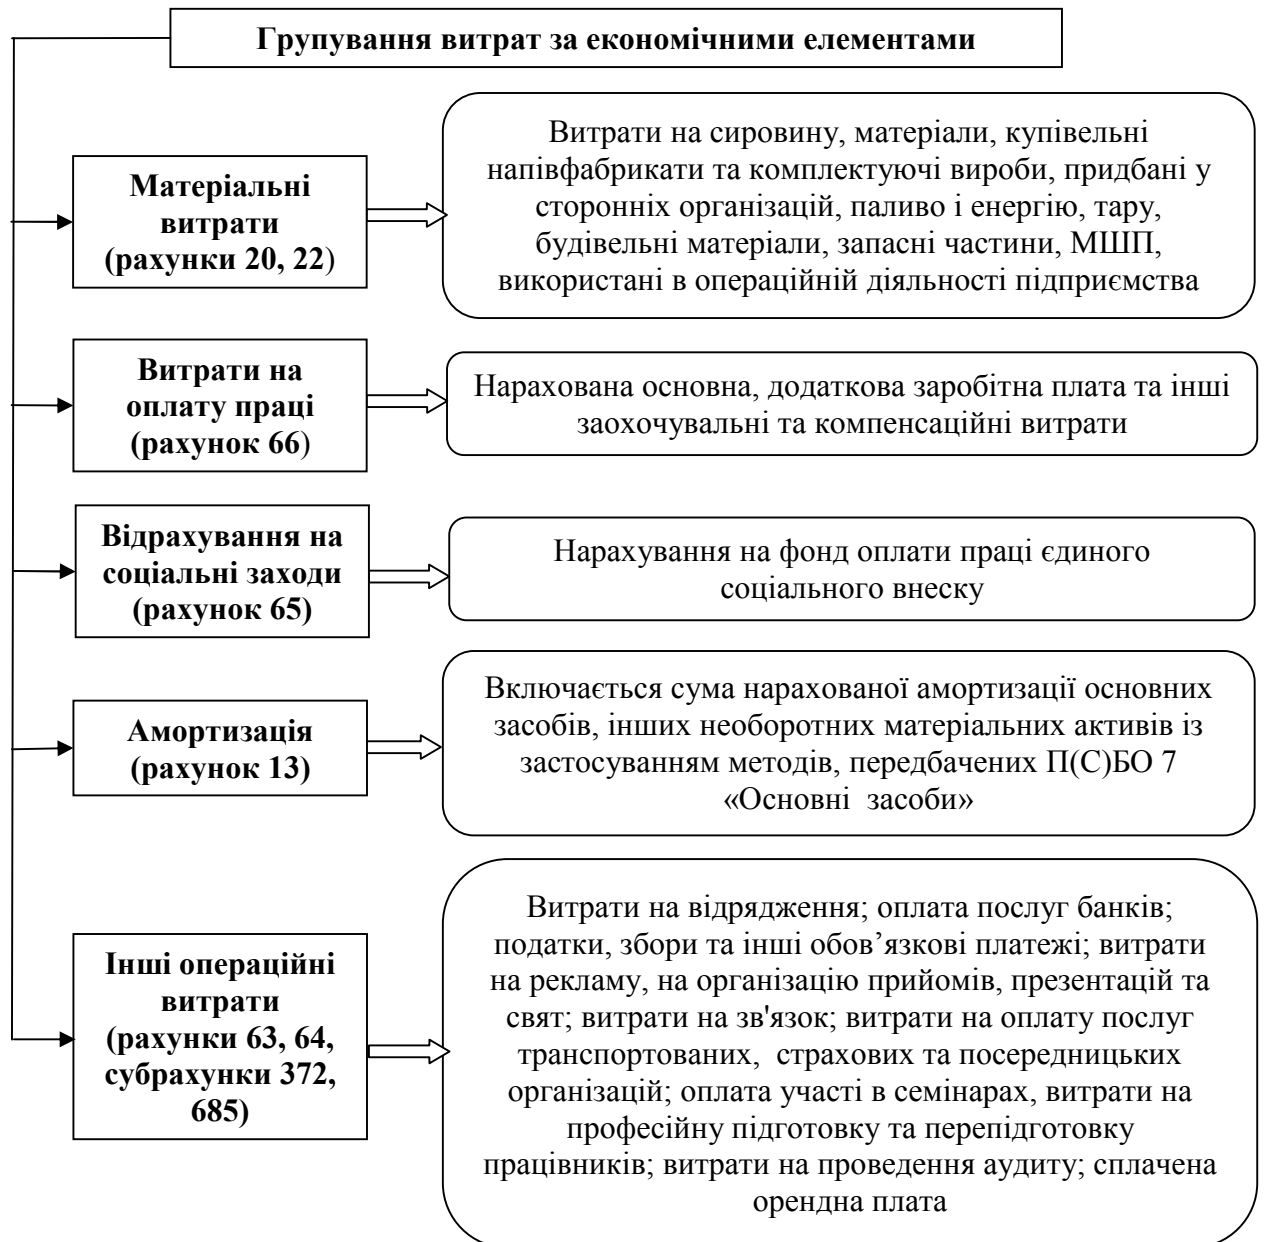 Групування витрат за економічними елементами
Матеріальні
витрати
(рахунки 20, 22)
Витрати на сировину, матеріали, купівельні
напівфабрикати та комплектуючі вироби, придбані у
сторонніх організацій, паливо і енергію, тару,
будівельні матеріали, запасні частини, МШП,
використані в операційній діяльності підприємства
Витрати на
оплату праці
(рахунок 66)
Нарахована основна, додаткова заробітна плата та інші
заохочувальні та компенсаційні витрати
Відрахування на
соціальні заходи
(рахунок 65)
Нарахування на фонд оплати праці єдиного
соціального внеску
Амортизація
(рахунок 13)
Включається сума нарахованої амортизації основних
засобів, інших необоротних матеріальних активів із
застосуванням методів, передбачених П(С)БО 7
«Основні засоби»
Інші операційні
витрати
(рахунки 63, 64,
субрахунки 372,
685)
Витрати на відрядження; оплата послуг банків;
податки, збори та інші обов’язкові платежі; витрати
на рекламу, на організацію прийомів, презентацій та
свят; витрати на зв'язок; витрати на оплату послуг
транспортованих, страхових та посередницьких
організацій; оплата участі в семінарах, витрати на
професійну підготовку та перепідготовку
працівників; витрати на проведення аудиту; сплачена
орендна плата